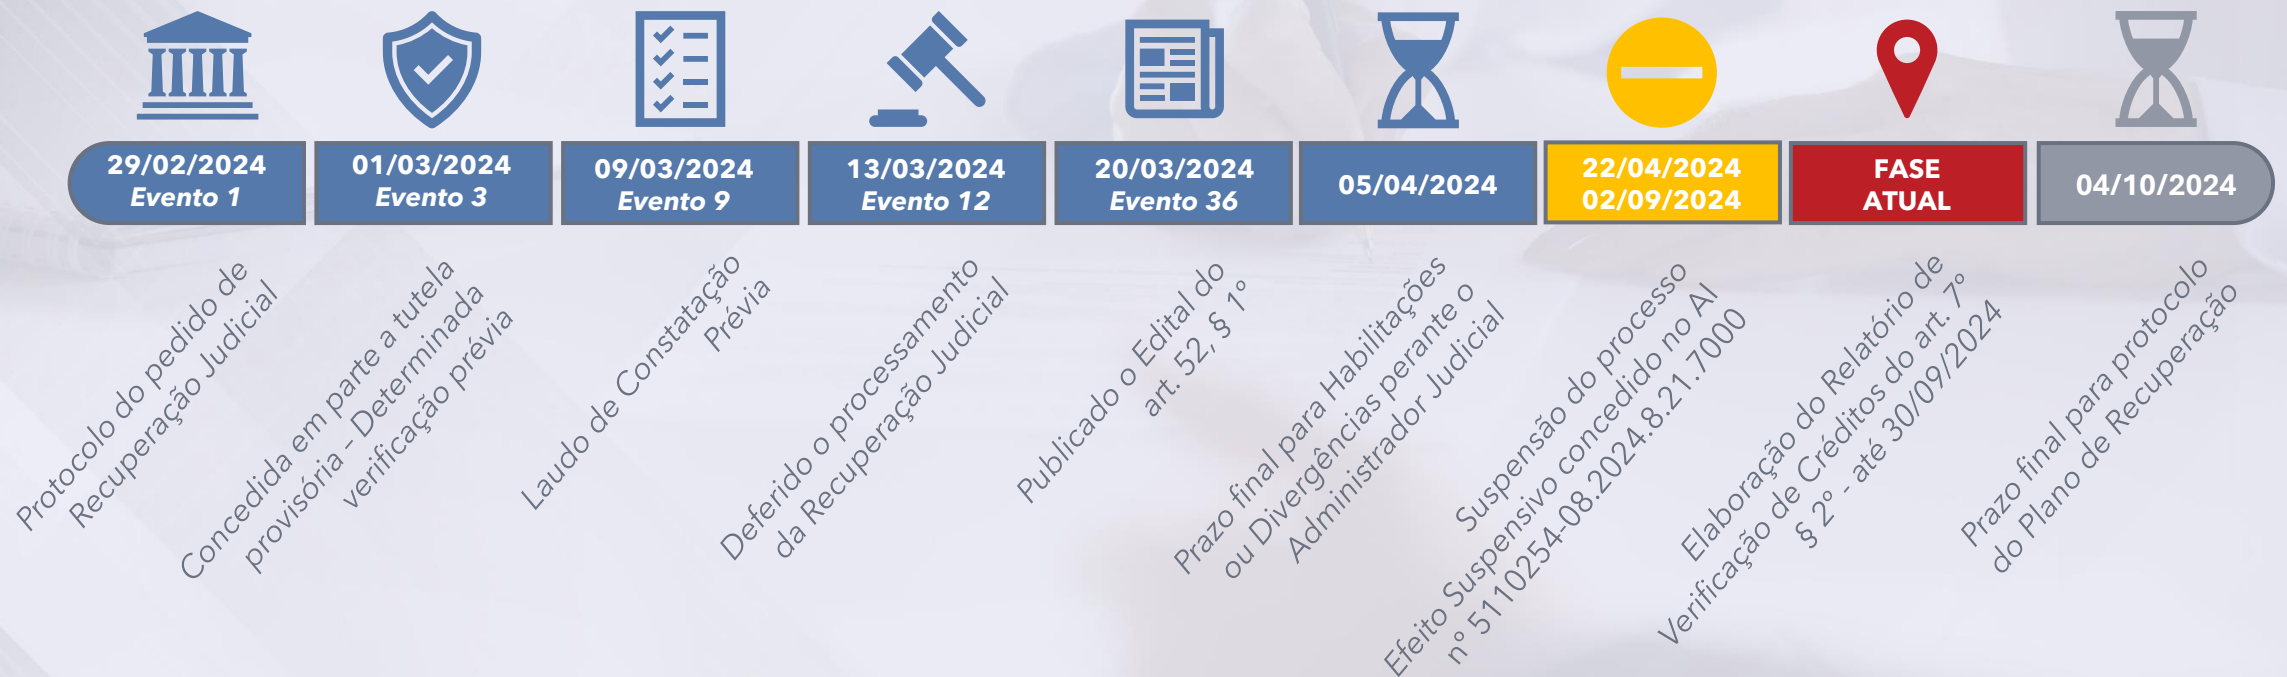 29/02/2024
Evento 1
01/03/2024
Evento 3
09/03/2024
Evento 9
13/03/2024
Evento 12
20/03/2024
Evento 36
05/04/2024
22/04/2024
02/09/2024
FASE
ATUAL
04/10/2024
Protocolo do pedido de
Recuperação Judicial
Concedida em parte a tutela
provisória – Determinada
verificação prévia
Laudo de Constatação
Prévia
Deferido o processamento
da Recuperação Judicial
Publicado o Edital do
art. 52, § 1º
Prazo final para Habilitações
ou Divergências perante o
Administrador Judicial
Suspensão do processo
Efeito Suspensivo concedido no AI
nº 5110254-08.2024.8.21.7000
Elaboração do Relatório de
Verificação de Créditos do art. 7º
§ 2º - até 30/09/2024
Prazo final para protocolo
do Plano de Recuperação